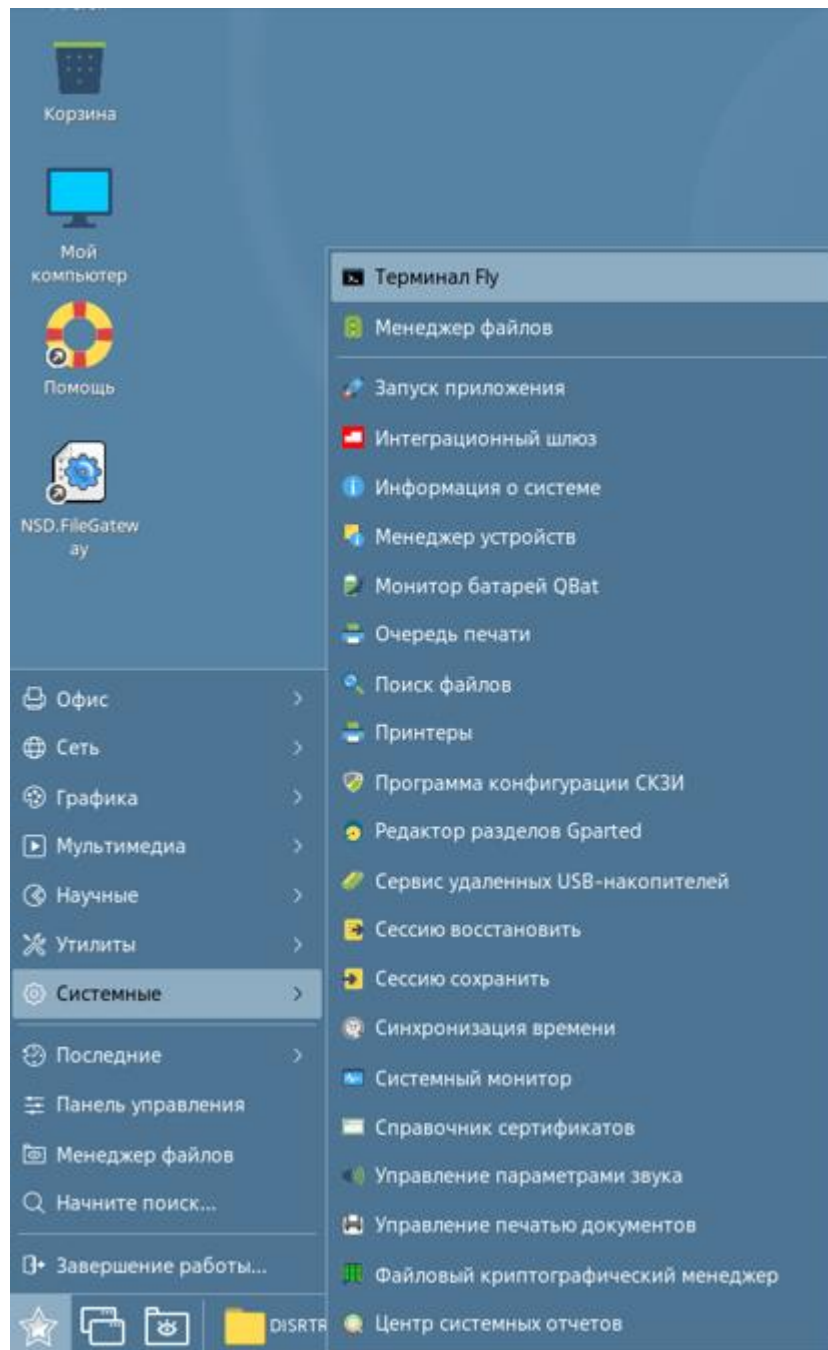 Корзина
Мой
компьютер
Помощь
NSD.FileGatew
ay
Офис
Сеть
Графика
Мультимедиа
Научные
Утилиты
Системные
Последние
Панель управления
Менеджер файлов
Начните поиск...
Завершение работы...
DISRTR
Терминал Fly
Менеджер файлов
Запуск приложения
Интеграционный шлюз
Информация о системе
Менеджер устройств
Монитор батарей QBat
Очередь печати
Поиск файлов
Принтеры
Программа конфигурации СКЗИ
Редактор разделов Gparted
Сервис удаленных USB-накопителей
Сессию восстановить
Сессию сохранить
Синхронизация времени
Системный монитор
Справочник сертификатов
Управление параметрами звука
Управление печатью документов
Файловый криптографический менеджер
Центр системных отчетов